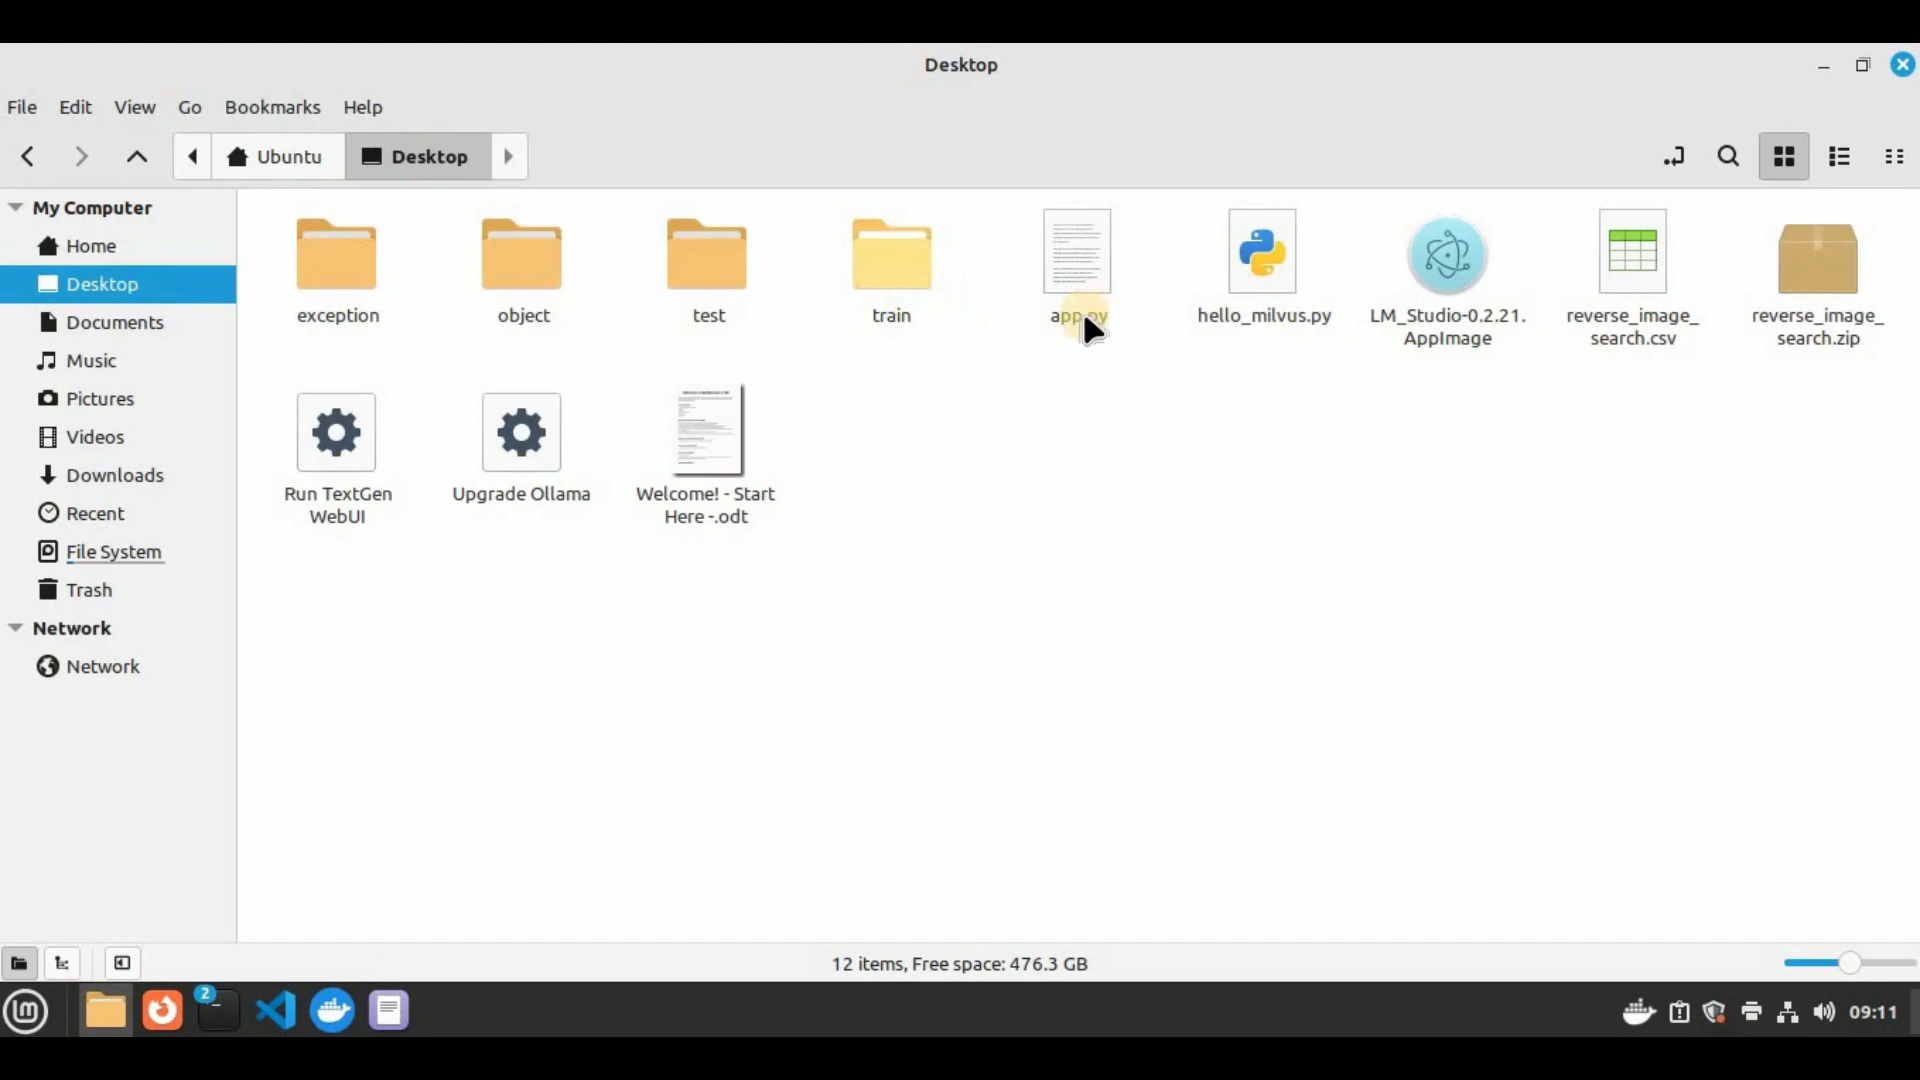 Desktop
File Edit View Go Bookmarks Help
Ubuntu Desktop
My Computer
Home
Desktop
Documents
Music
Pictures
Videos
Downloads
Recent
File System
Trash
Network
Network
exception object test train app.py hello_milvus.py LM_Studio-0.2.21. reverse_image_ reverse_image_
AppImage search.csv search.zip
Run TextGen Upgrade Ollama Welcome! - Start
WebUI Here -.odt
12 items, Free space: 476.3 GB
2
09:11